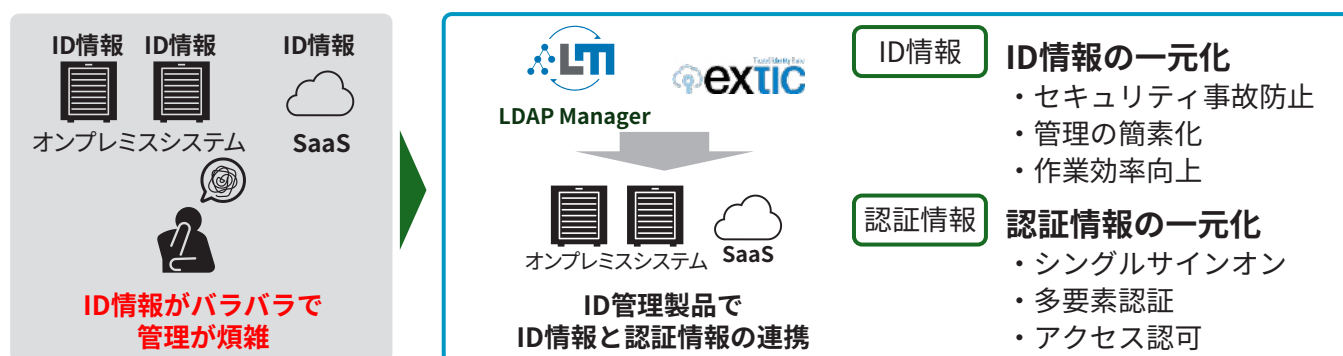 ID情報 ID情報 ID情報
オンプレミスシステム SaaS
ID情報がバラバラで
管理が煩雑
LM
LDAP Manager
Trusted Identity Base
extic
オンプレミスシステム SaaS
ID管理製品で
ID情報と認証情報の連携
ID情報
ID情報の一元化
・セキュリティ事故防止
・管理の簡素化
・作業効率向上
認証情報
認証情報の一元化
・シングルサインオン
・多要素認証
・アクセス認可